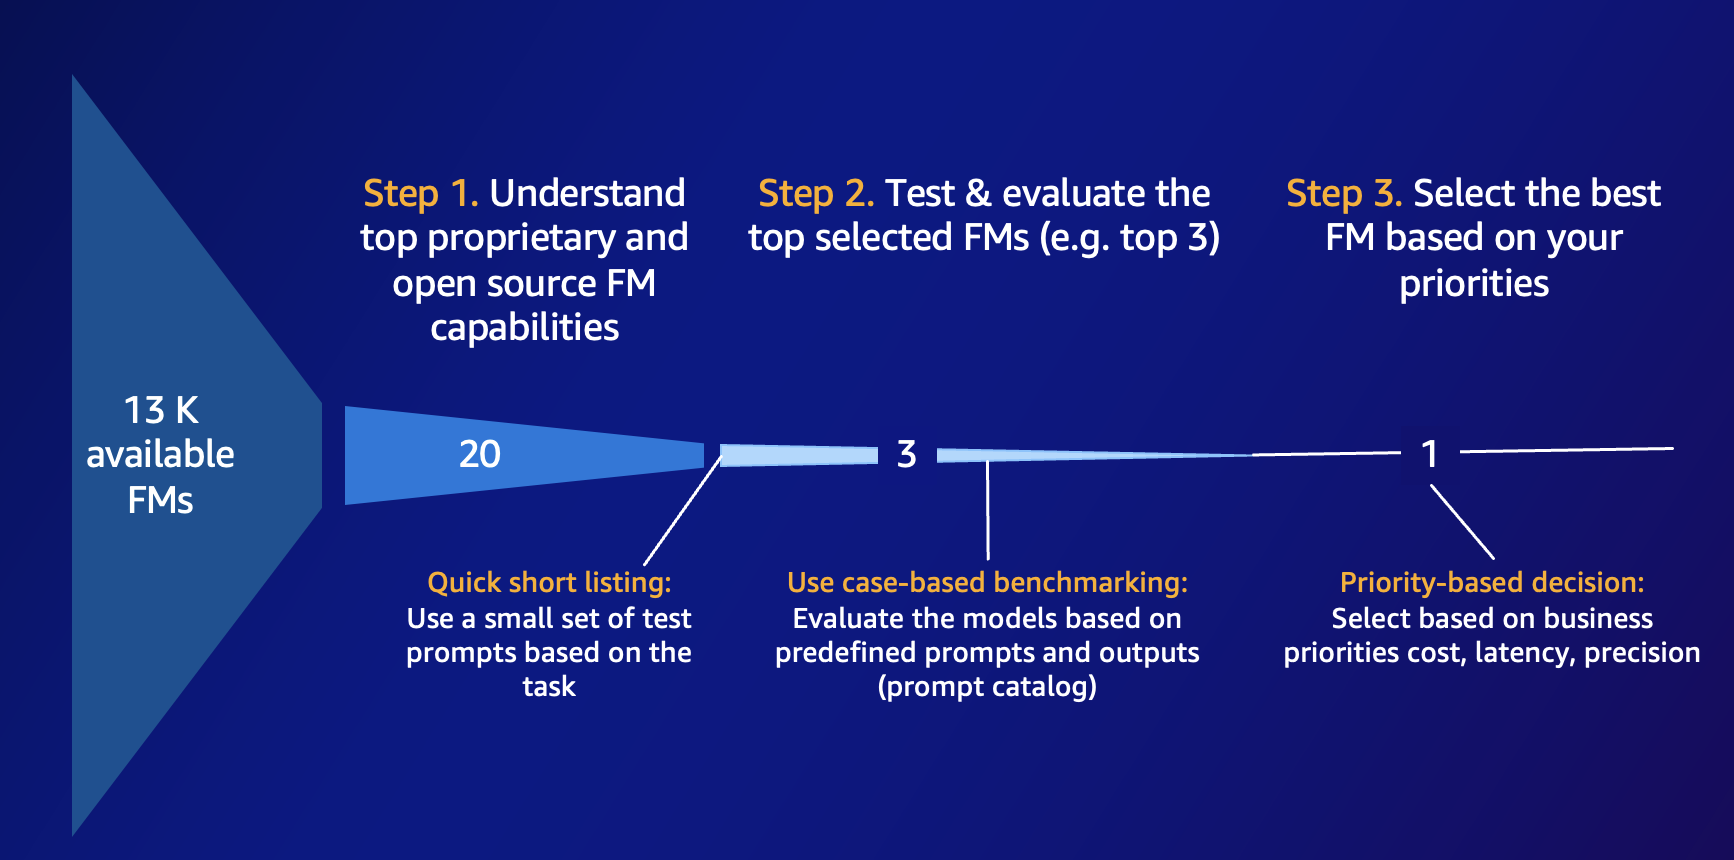 Step 1. Understand
top proprietary and
open source FM
capabilities
Step 2. Test & evaluate the
top selected FMs (e.g. top 3)
Step 3. Select the best
FM based on your
priorities
13 K
available
FMs
20
3
1
Quick short listing:
Use a small set of test
prompts based on the
task
Use case-based benchmarking:
Evaluate the models based on
predefined prompts and outputs
(prompt catalog)
Priority-based decision:
Select based on business
priorities cost, latency, precision